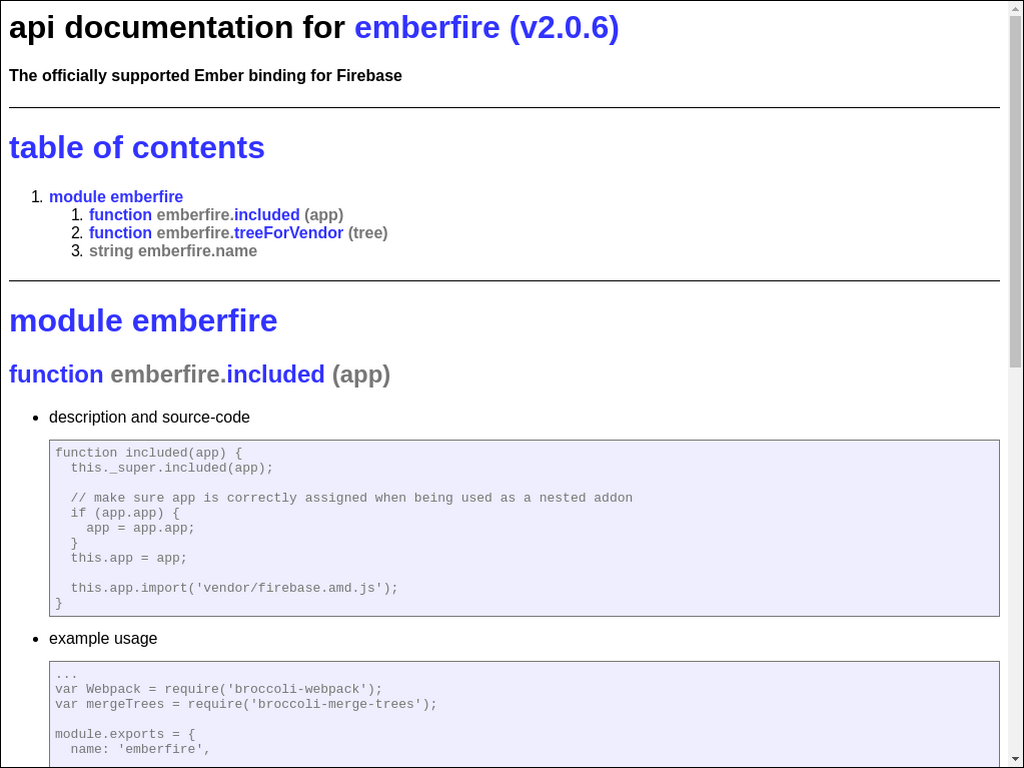 api documentation for emberfire (v2.0.6)
The officially supported Ember binding for Firebase
table of contents
1. module emberfire
1. function emberfire.included (app)
2. function emberfire.treeForVendor (tree)
3. string emberfire.name
module emberfire
function emberfire.included (app)
• description and source-code
function included(app) {
  this._super.included(app);
  // make sure app is correctly assigned when being used as a nested addon
  if (app.app) {
    app = app.app;
  }
  this.app = app;
  this.app.import('vendor/firebase.amd.js');
}
• example usage
...
var Webpack = require('broccoli-webpack');
var mergeTrees = require('broccoli-merge-trees');
module.exports = {
  name: 'emberfire',